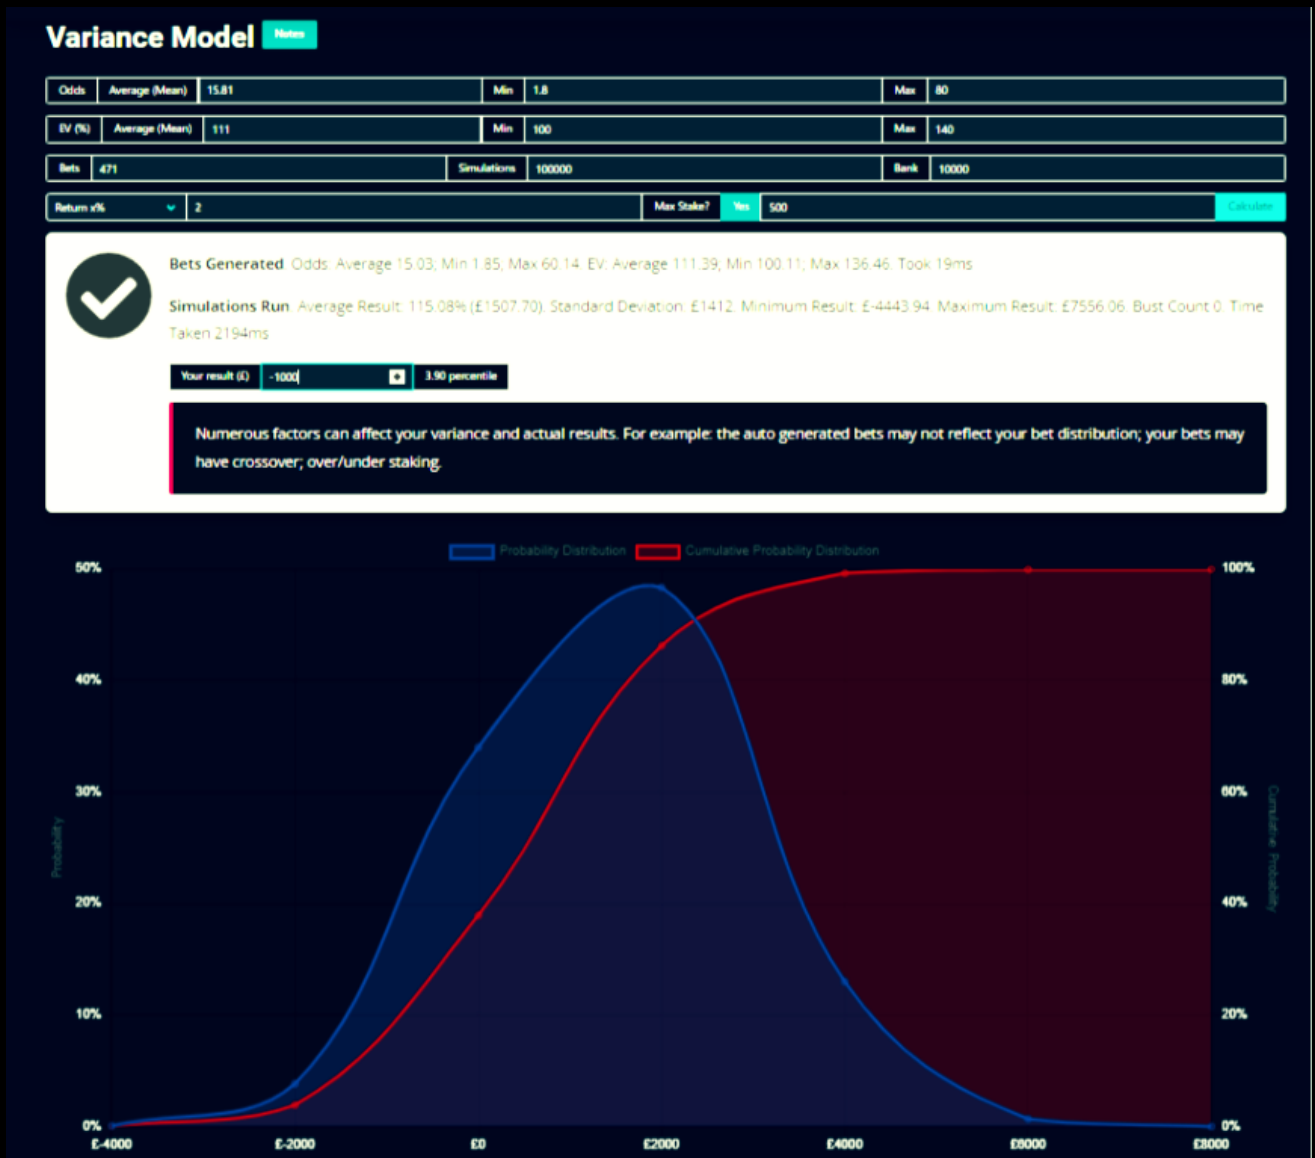 Variance Model Notes
Odds Average (Mean) 15.81 Min 1.8 Max 80
EV (%) Average (Mean) 111 Min 100 Max 140
Bets 471 Simulations 100000 Bank 10000
Return x% 2 Max Stake? Yes 500 Calculate
Bets Generated Odds: Average 15.03; Min 1.85, Max 60.14. EV: Average 111.39, Min 100.11; Max 136.46. Took 19ms
Simulations Run Average Result: 115.08% (£1507.70). Standard Deviation: £1412. Minimum Result: £-4443.94. Maximum Result: £7556.06. Bust Count 0. Time
Taken 2194ms
Your result (£) -1000 3.90 percentile
Numerous factors can affect your variance and actual results. For example: the auto generated bets may not reflect your bet distribution; your bets may
have crossover; over/under staking.
Probability Distribution Cumulative Probability Distribution
50% 100%
40% 80%
30% 60%
Probability Cumulative Probability
20% 40%
10% 20%
0% 0%
£-4000 £-2000 £0 £2000 £4000 £6000 £8000